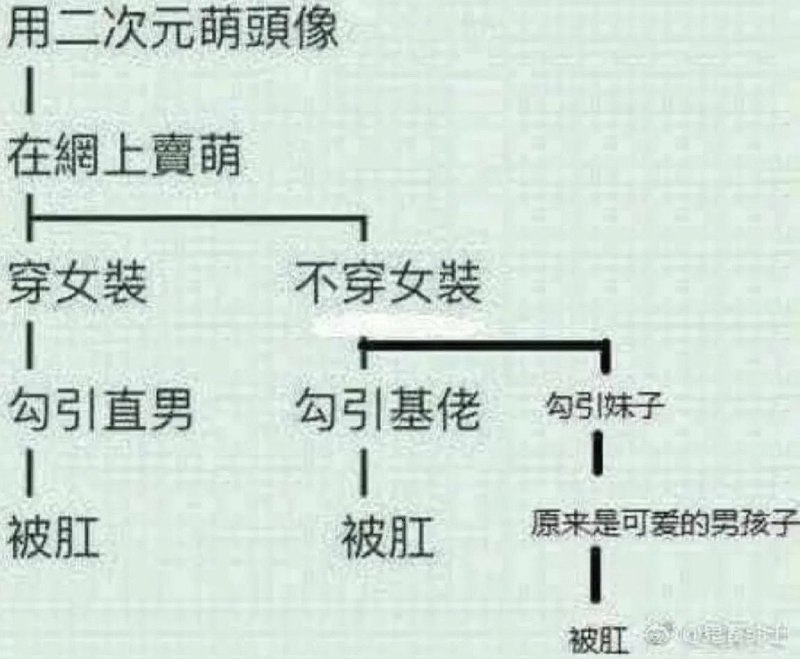 用二次元萌頭像
在網上賣萌
穿女裝
不穿女裝
勾引直男
勾引基佬
勾引妹子
被肛
被肛
原来是可爱的男孩子
被肛